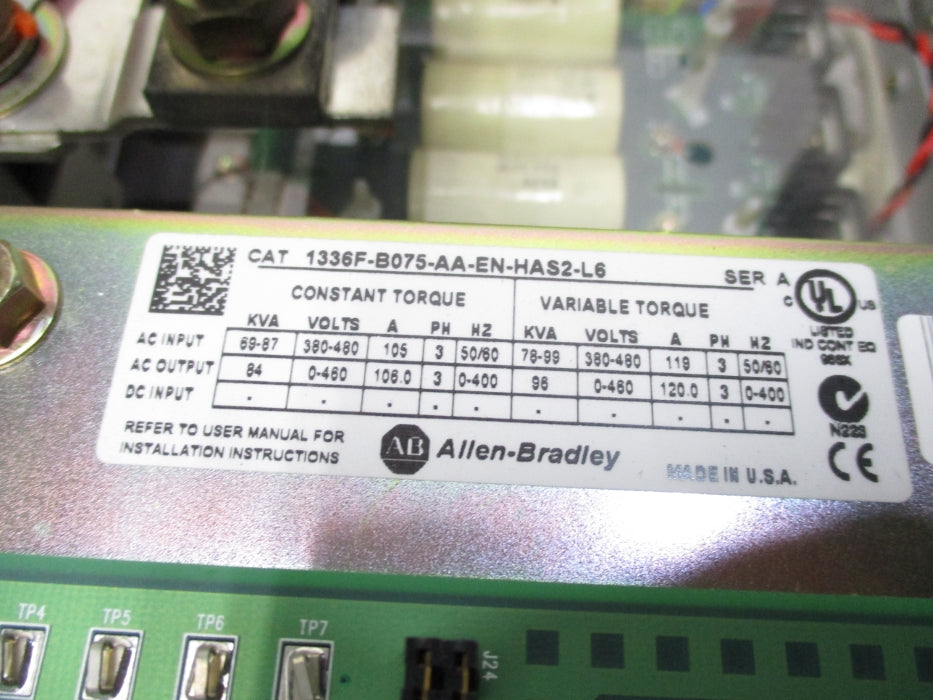 CAT 1336F-B075-AA-EN-HAS2-L6 SER A
CONSTANT TORQUE VARIABLE TORQUE
KVA VOLTS A PH HZ KVA VOLTS A PH HZ
AC INPUT 69-87 380-480 105 3 50/60 78-99 380-480 119 3 50/60
AC OUTPUT 84 0-460 106.0 3 0-400 96 0-460 120.0 3 0-400
DC INPUT . . . . . . . . . .
REFER TO USER MANUAL FOR
INSTALLATION INSTRUCTIONS
AB Allen-Bradley
MADE IN U.S.A.
C UL US
LISTED
IND CONT EQ
966X
N223
CE
TP4 TP5 TP6 TP7
J24